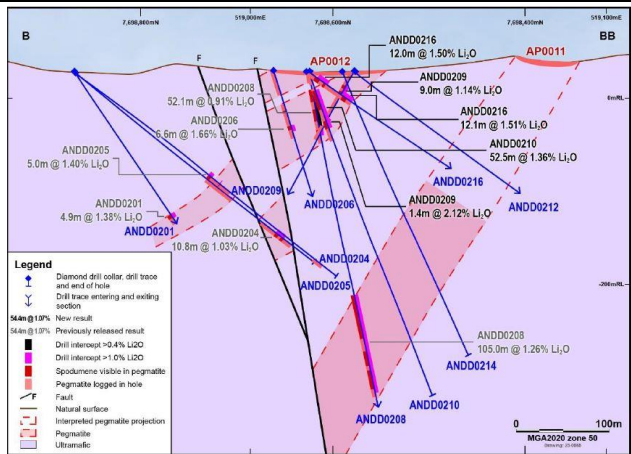 7,698,800mN
519,000mE
7,698,600mN
7,698,400mN
519,100mE
B
BB
F
F
AP0012
AP0011
ANDD0216
12.0m @ 1.50% Li₂O
ANDD0209
9.0m @ 1.14% Li₂O
ANDD0208
52.1m @ 0.91% Li₂O
0mRL
ANDD0216
12.1m @ 1.51% Li₂O
ANDD0206
6.6m @ 1.66% Li₂O
ANDD0210
52.5m @ 1.36% Li₂O
ANDD0205
5.0m @ 1.40% Li₂O
ANDD0216
ANDD0209
ANDD0206
ANDD0212
ANDD0209
1.4m @ 2.12% Li₂O
ANDD0201
4.9m @ 1.38% Li₂O
ANDD0201
ANDD0204
10.8m @ 1.03% Li₂O
ANDD0204
ANDD0205
-200mRL
Legend
Diamond drill collar, drill trace
and end of hole
Drill trace entering and exiting
section
54.4m @ 1.07% New result
54.4m @ 1.07% Previously released result
Drill intercept >0.4% Li2O
Drill intercept >1.0% Li2O
Spodumene visible in pegmatite
Pegmatite logged in hole
F Fault
Natural surface
Interpreted pegmatite projection
Pegmatite
Ultramafic
ANDD0208
105.0m @ 1.26% Li₂O
ANDD0214
ANDD0210
ANDD0208
0 100m
MGA2020 zone 50